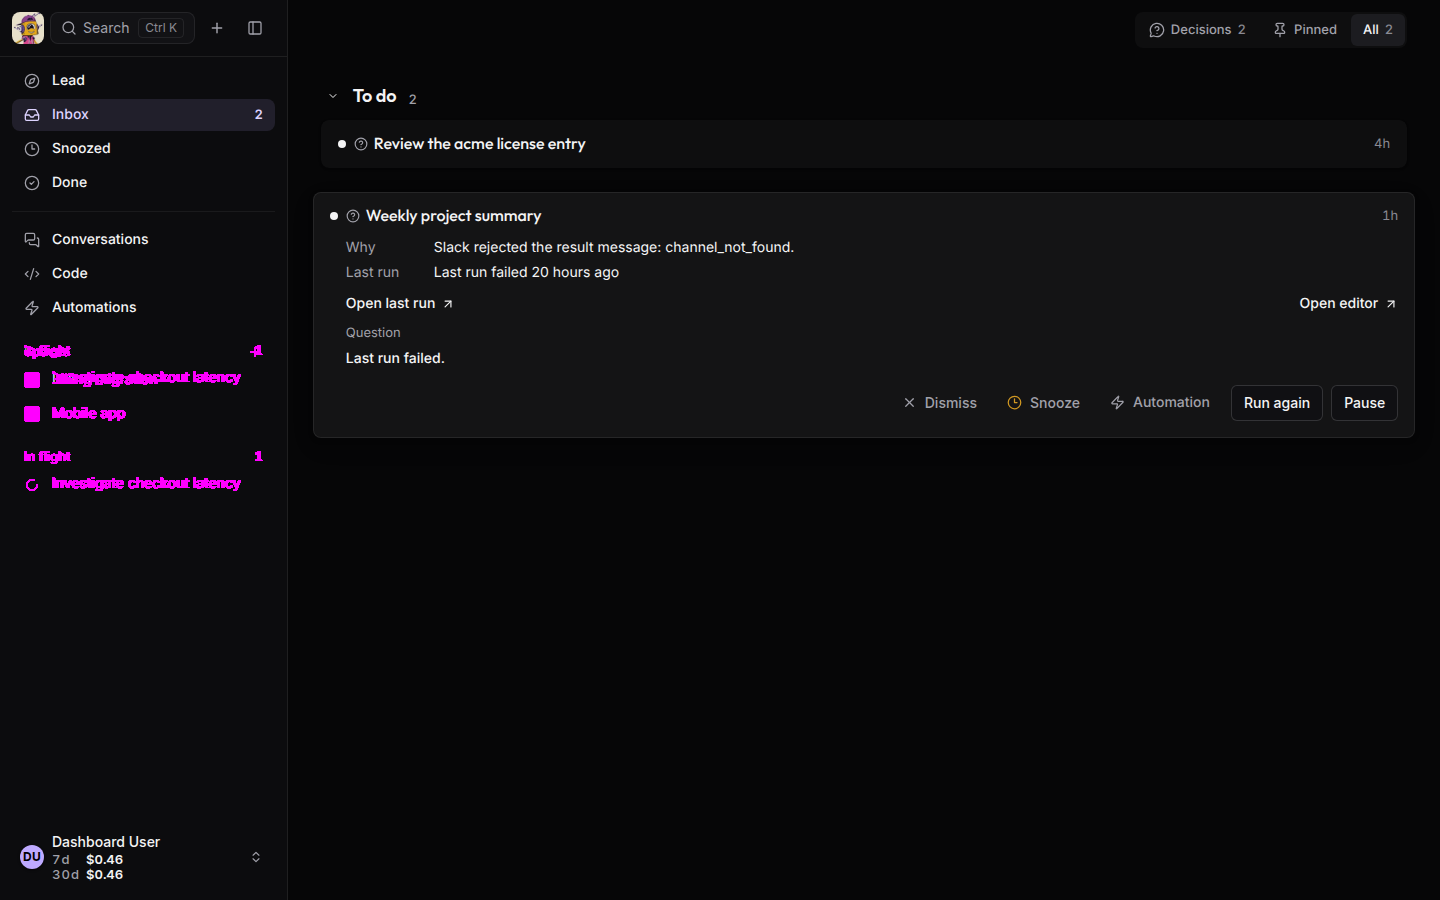 Search Ctrl K
Lead
Inbox 2
Snoozed
Done
Conversations
Code
Automations
checkout latency
Mobile app
In flight 1
Investigate checkout latency
Dashboard User
DU
7d $0.46
30d $0.46
Decisions 2 Pinned All 2
To do 2
Review the acme license entry 4h
Weekly project summary 1h
Why Slack rejected the result message: channel_not_found.
Last run Last run failed 20 hours ago
Open last run Open editor
Question
Last run failed.
Dismiss Snooze Automation Run again Pause